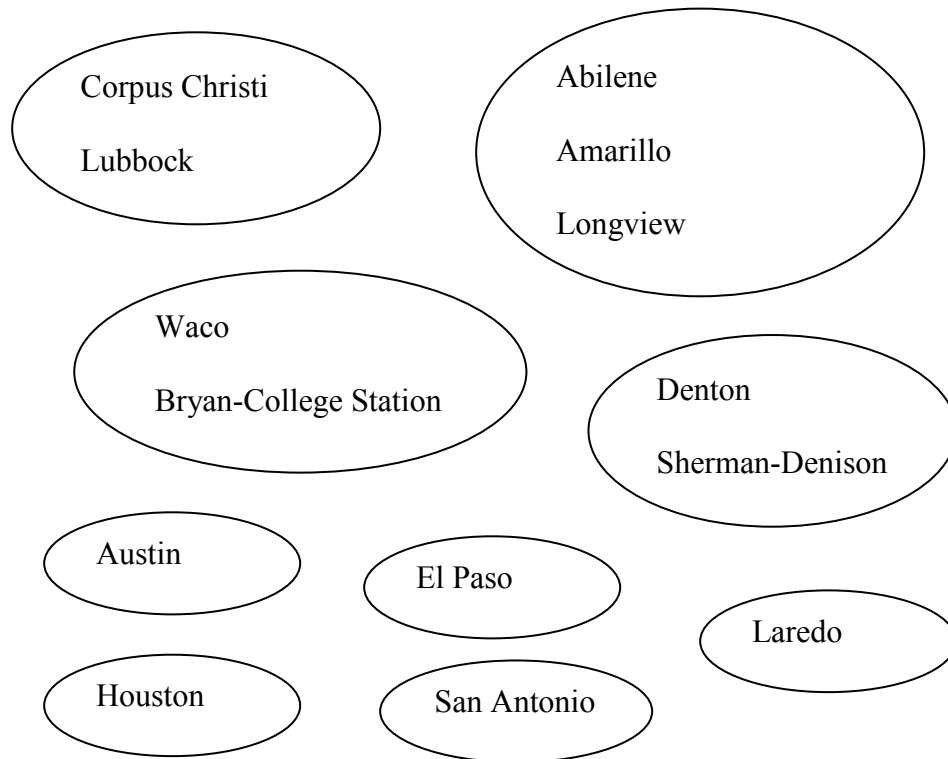 Corpus Christi
Lubbock
Abilene
Amarillo
Longview
Waco
Bryan-College Station
Denton
Sherman-Denison
Austin
El Paso
Laredo
Houston
San Antonio